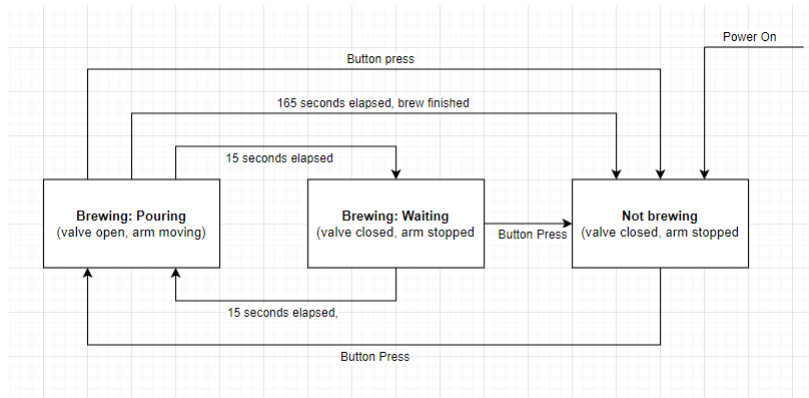 Power On
Button press
165 seconds elapsed, brew finished
15 seconds elapsed
Brewing: Pouring
(valve open, arm moving)
Brewing: Waiting
(valve closed, arm stopped
Button Press
Not brewing
(valve closed, arm stopped
15 seconds elapsed,
Button Press